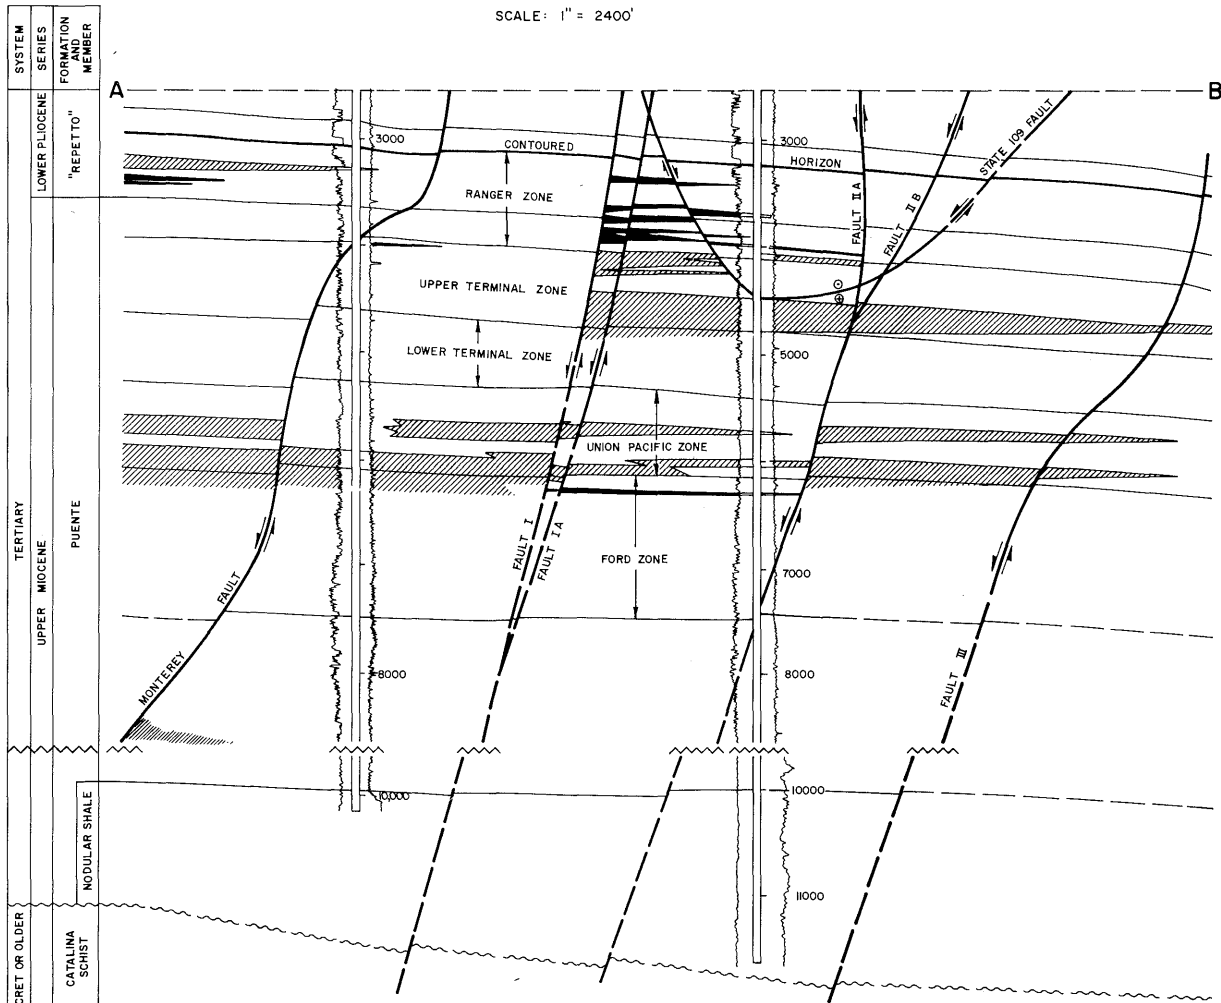 SCALE: 1" = 2400'
SYSTEM
SERIES
FORMATION
AND
MEMBER
A
B
LOWER PLIOCENE
"REPETTO"
TERTIARY
UPPER MIOCENE
PUENTE
NODULAR SHALE
CRET OR OLDER
CATALINA
SCHIST
3000
CONTOURED
3000
HORIZON
STATE 109 FAULT
RANGER ZONE
FAULT IIA
FAULT II B
UPPER TERMINAL ZONE
LOWER TERMINAL ZONE
5000
UNION PACIFIC ZONE
FAULT I
FAULT IA
FORD ZONE
7000
MONTEREY FAULT
8000
8000
FAULT III
10,000
10000
11000